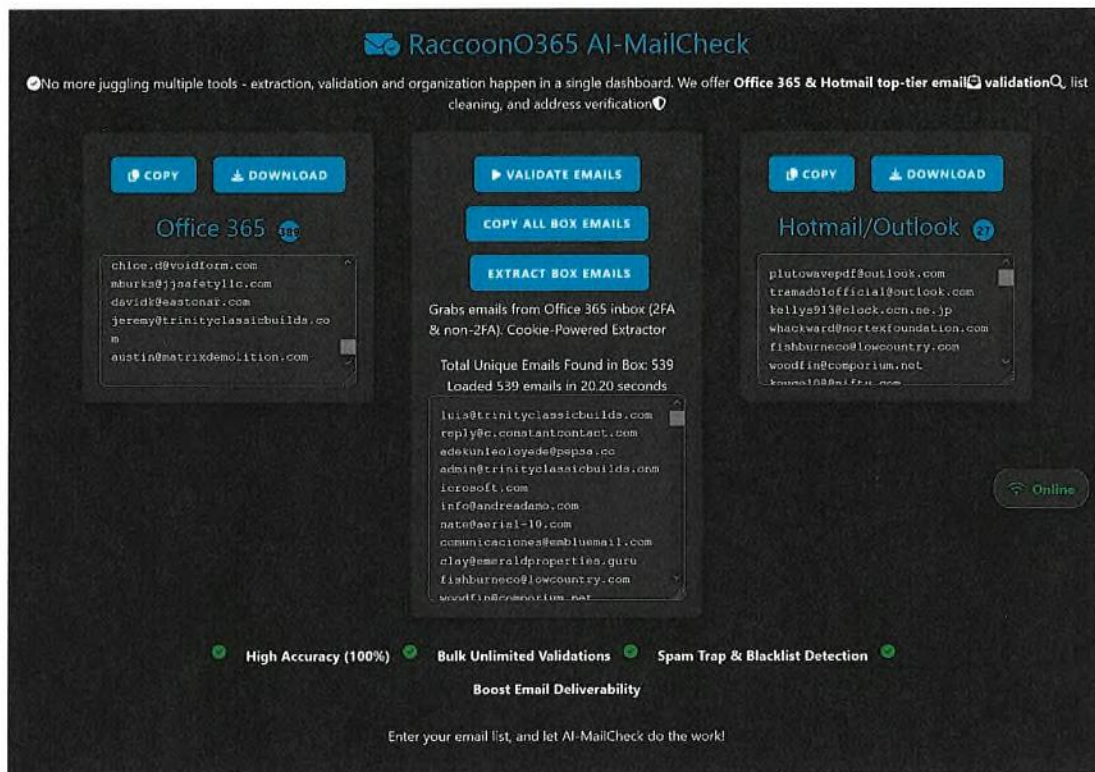 RaccoonO365 AI-MailCheck
No more juggling multiple tools - extraction, validation and organization happen in a single dashboard. We offer Office 365 & Hotmail top-tier email validation, list
cleaning, and address verification
COPY DOWNLOAD
Office 365 389
chloe.d@voidform.com
mburks@jjsafetyllc.com
davidk@eastonar.com
jeremy@trinityclassicbuilds.co
m
austin@matrixdemolition.com
VALIDATE EMAILS
COPY ALL BOX EMAILS
EXTRACT BOX EMAILS
Grabs emails from Office 365 inbox (2FA
& non-2FA). Cookie-Powered Extractor
Total Unique Emails Found in Box: 539
Loaded 539 emails in 20.20 seconds
luis@trinityclassicbuilds.com
reply@c.constantcontact.com
adekunleoloyede@pepsa.co
admin@trinityclassicbuilds.onm
icrosoft.com
info@andreadamo.com
nate@aerial-10.com
comunicaciones@embluemail.com
clay@emeraldproperties.guru
fishburneco@lowcountry.com
woodfin@comporium.net
COPY DOWNLOAD
Hotmail/Outlook 27
plutowavepdf@outlook.com
tramadolofficial@outlook.com
kellys913@clock.ocn.ne.jp
whackward@nortexfoundation.com
fishburneco@lowcountry.com
woodfin@comporium.net
Online
High Accuracy (100%) Bulk Unlimited Validations Spam Trap & Blacklist Detection
Boost Email Deliverability
Enter your email list, and let AI-MailCheck do the work!